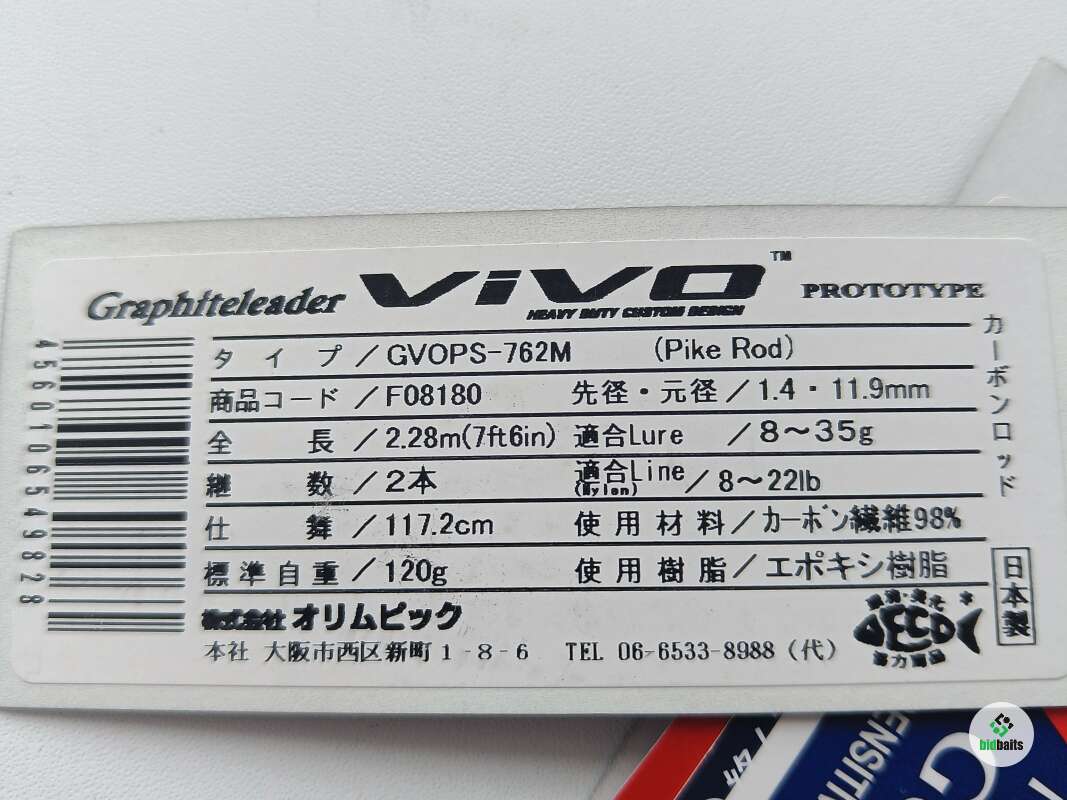 Graphiteleader ViVO™ PROTOTYPE
HEAVY DUTY CUSTOM DESIGN
タイプ／GVOPS-762M (Pike Rod)
商品コード／F08180 先径・元径／1.4・11.9mm
全長／2.28m(7ft6in) 適合Lure／8～35g
継数／2本 適合Line(Nylon)／8～22lb
仕舞／117.2cm 使用材料／カーボン繊維98%
標準自重／120g 使用樹脂／エポキシ樹脂
株式会社オリムピック
本社 大阪市西区新町1-8-6 TEL 06-6533-8988(代)
カーボンロッド
日本製
4560106549828
bidbaits